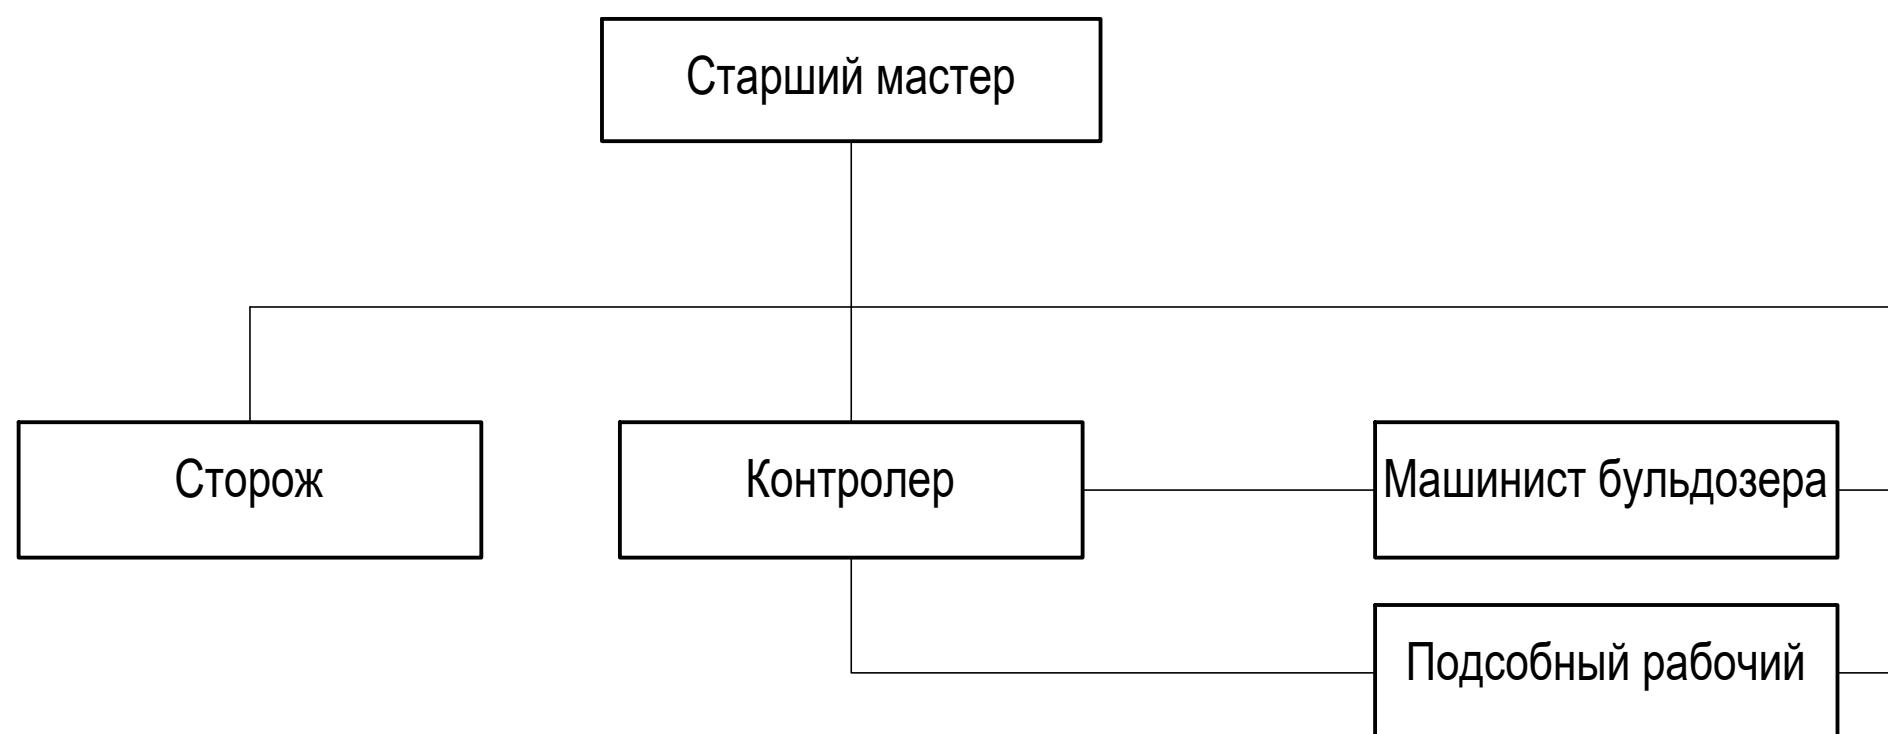 Старший мастер
Сторож
Контролер
Машинист бульдозера
Подсобный рабочий